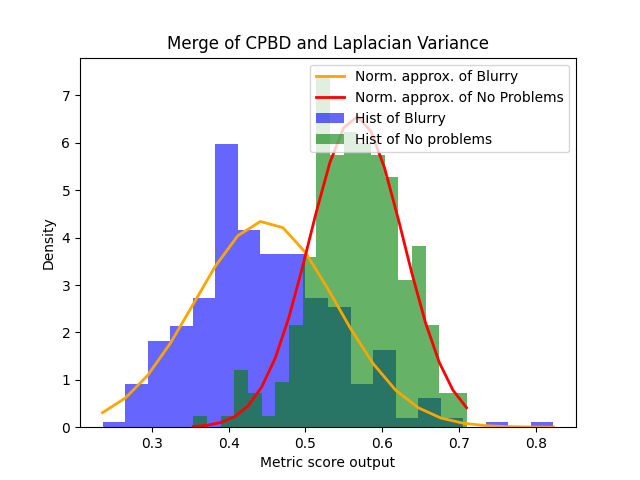 Merge of CPBD and Laplacian Variance
Norm. approx. of Blurry
Norm. approx. of No Problems
Hist of Blurry
Hist of No problems
Density
7
6
5
4
3
2
1
0
0.3 0.4 0.5 0.6 0.7 0.8
Metric score output